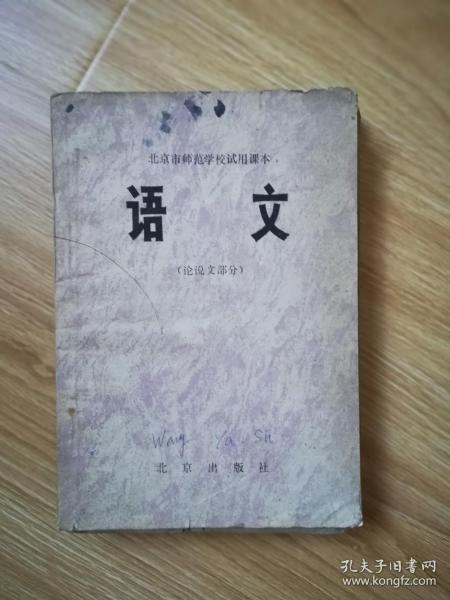 北京市师范学校试用课本
语 文
(论说文部分)
Wang Ya Su
北京出版社
孔夫子旧书网
www.kongfz.com